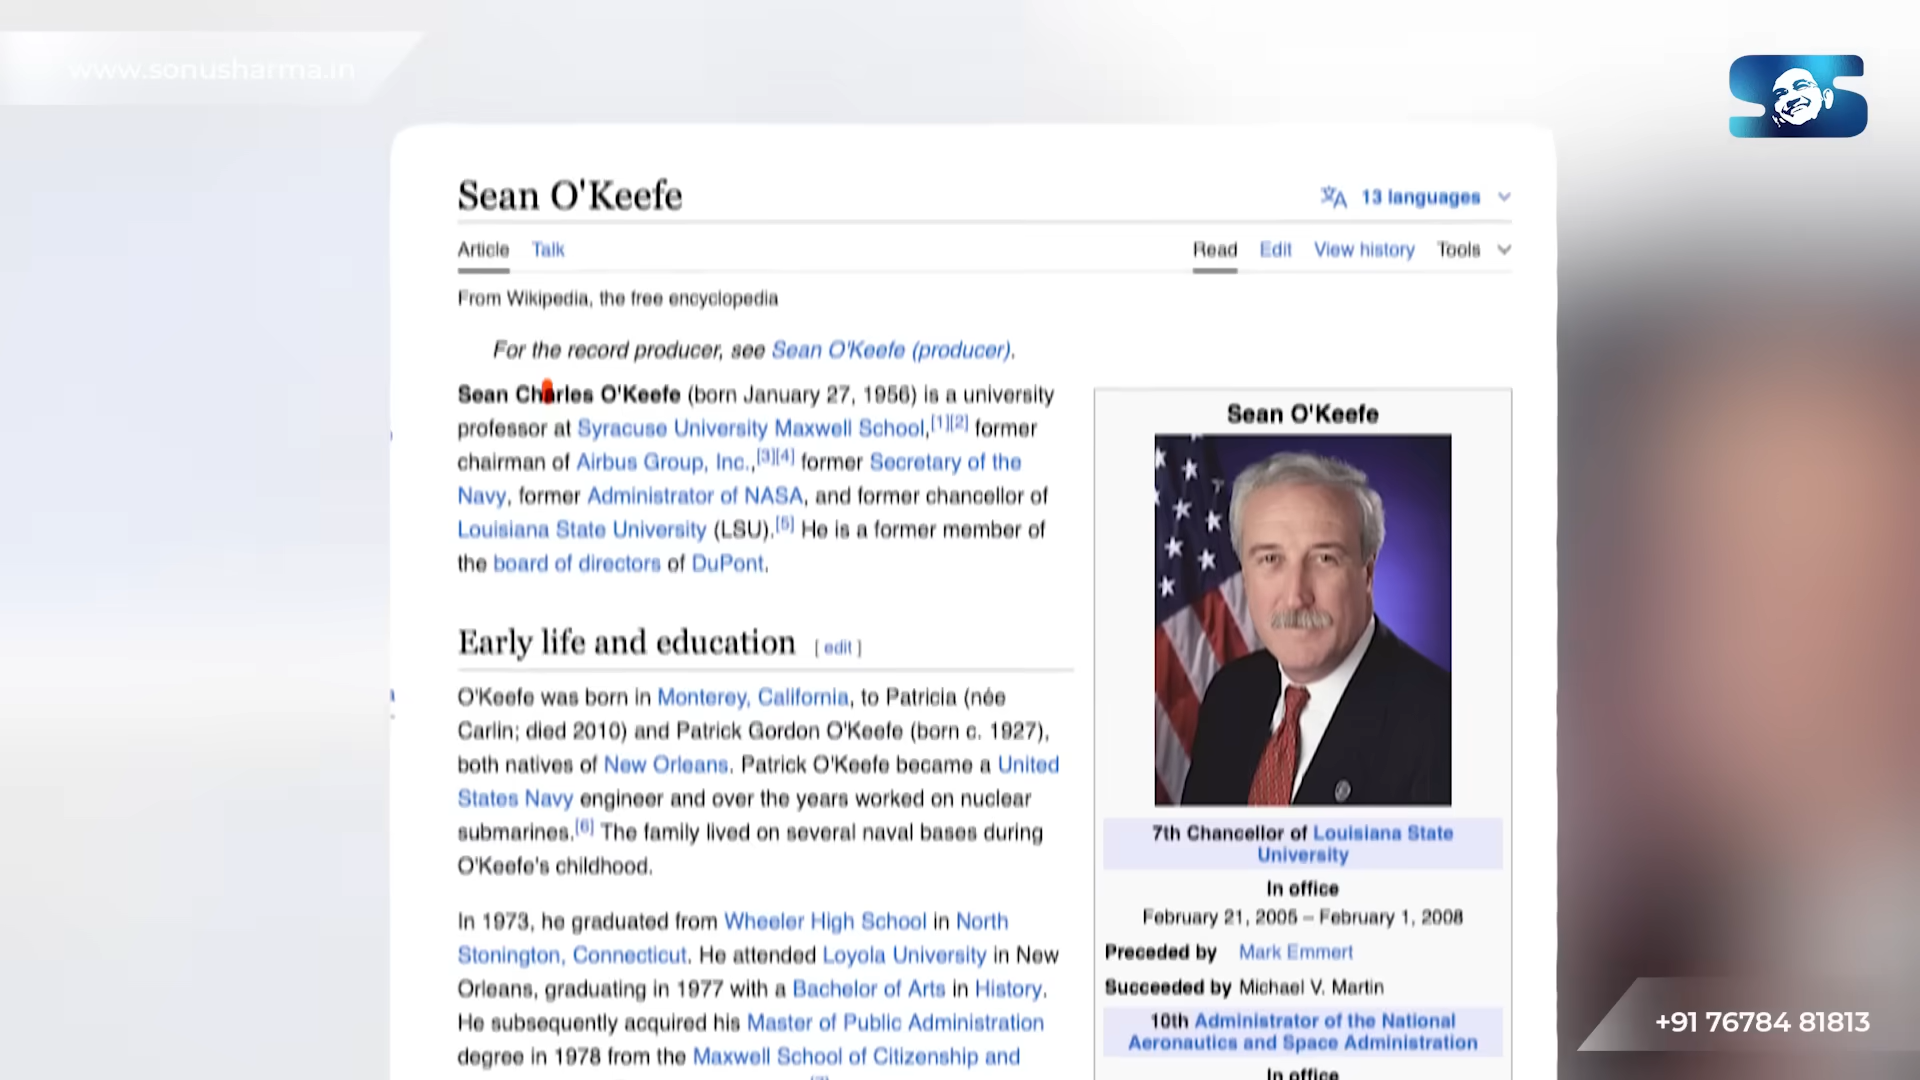 www.sonusharma.in
Sean O'Keefe
13 languages
Article Talk
Read Edit View history Tools
From Wikipedia, the free encyclopedia
For the record producer, see Sean O'Keefe (producer).
Sean Charles O'Keefe (born January 27, 1956) is a university
professor at Syracuse University Maxwell School,[1][2] former
chairman of Airbus Group, Inc.,[3][4] former Secretary of the
Navy, former Administrator of NASA, and former chancellor of
Louisiana State University (LSU).[5] He is a former member of
the board of directors of DuPont.
Early life and education [ edit ]
O'Keefe was born in Monterey, California, to Patricia (née
Carlin; died 2010) and Patrick Gordon O'Keefe (born c. 1927),
both natives of New Orleans. Patrick O'Keefe became a United
States Navy engineer and over the years worked on nuclear
submarines.[6] The family lived on several naval bases during
O'Keefe's childhood.
In 1973, he graduated from Wheeler High School in North
Stonington, Connecticut. He attended Loyola University in New
Orleans, graduating in 1977 with a Bachelor of Arts in History.
He subsequently acquired his Master of Public Administration
degree in 1978 from the Maxwell School of Citizenship and
Sean O'Keefe
7th Chancellor of Louisiana State
University
In office
February 21, 2005 – February 1, 2008
Preceded by Mark Emmert
Succeeded by Michael V. Martin
10th Administrator of the National
Aeronautics and Space Administration
In office
+91 76784 81813